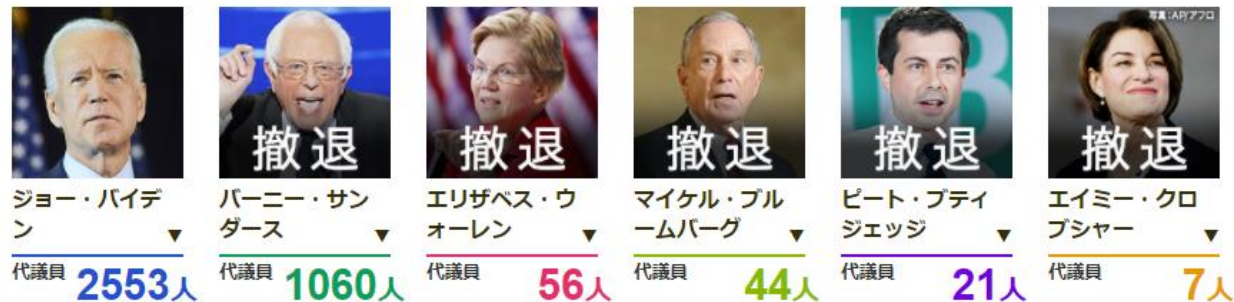 写真:AP/アフロ
撤退
撤退
撤退
撤退
撤退
ジョー・バイデ
ン ▼
代議員 2553人
バーニー・サン
ダース ▼
代議員 1060人
エリザベス・ウ
ォーレン ▼
代議員 56人
マイケル・ブル
ームバーグ ▼
代議員 44人
ピート・ブティ
ジェッジ ▼
代議員 21人
エイミー・クロ
ブシャー ▼
代議員 7人